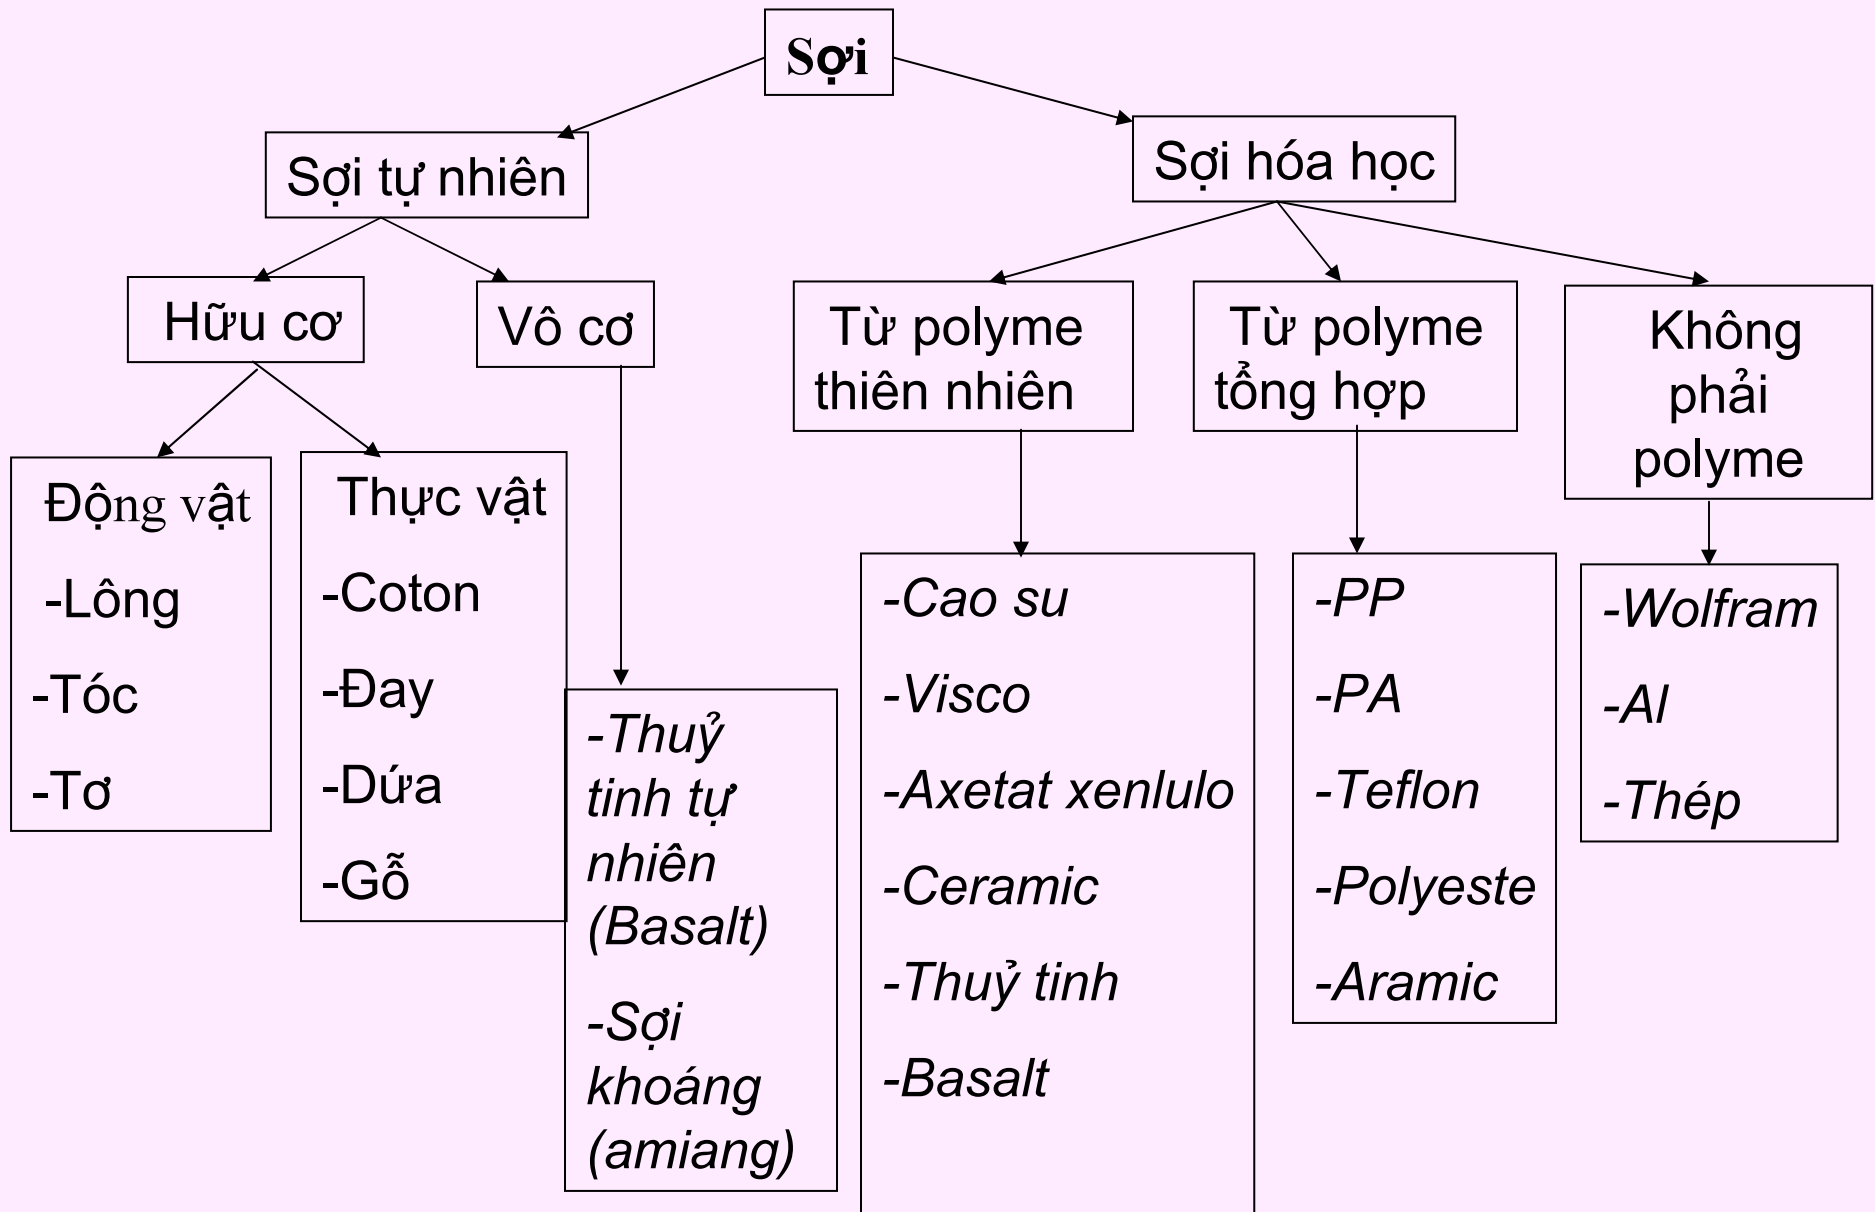 Sợi
Sợi tự nhiên
Sợi hóa học
Hữu cơ
Vô cơ
Từ polyme
thiên nhiên
Từ polyme
tổng hợp
Không
phải
polyme
Động vật
-Lông
-Tóc
-Tơ
Thực vật
-Coton
-Đay
-Dứa
-Gỗ
-Thuỷ
tinh tự
nhiên
(Basalt)
-Sợi
khoáng
(amiang)
-Cao su
-Visco
-Axetat xenlulo
-Ceramic
-Thuỷ tinh
-Basalt
-PP
-PA
-Teflon
-Polyeste
-Aramic
-Wolfram
-Al
-Thép